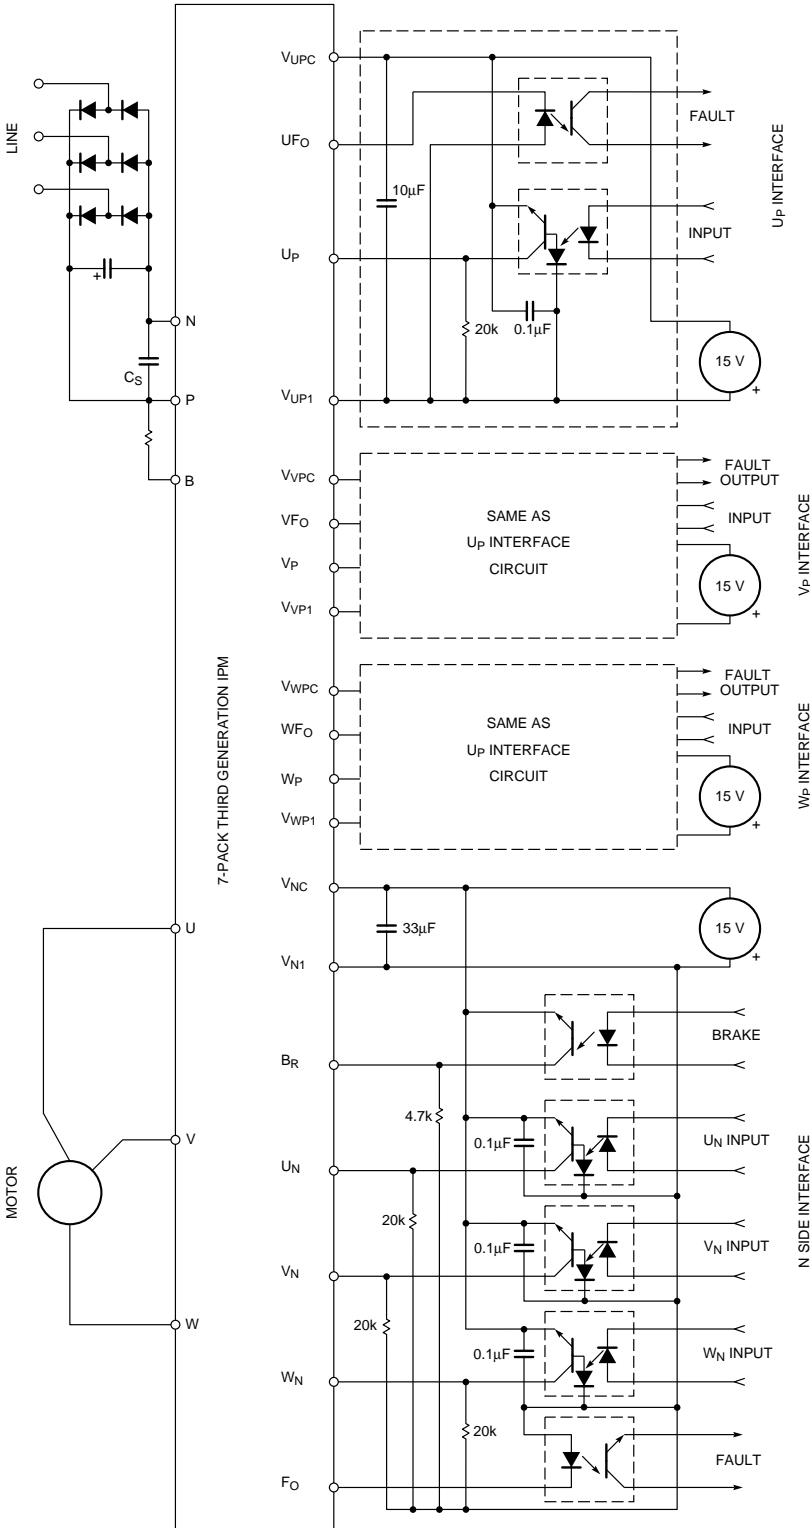 LINE
N
C_S
P
B
7-PACK THIRD GENERATION IPM
U
V
W
MOTOR
V_UPC
UF_O
U_P
V_UP1
10µF
20k
0.1µF
FAULT
INPUT
15 V
+
+
U_P INTERFACE
V_VPC
VF_O
V_P
V_VP1
SAME AS
U_P INTERFACE
CIRCUIT
FAULT
OUTPUT
INPUT
15 V
+
V_P INTERFACE
V_WPC
WF_O
W_P
V_WP1
SAME AS
U_P INTERFACE
CIRCUIT
FAULT
OUTPUT
INPUT
15 V
+
W_P INTERFACE
V_NC
V_N1
33µF
15 V
+
B_R
BRAKE
4.7k
0.1µF
U_N INPUT
U_N
20k
0.1µF
V_N INPUT
V_N
20k
0.1µF
W_N INPUT
W_N
20k
FAULT
F_O
N SIDE INTERFACE